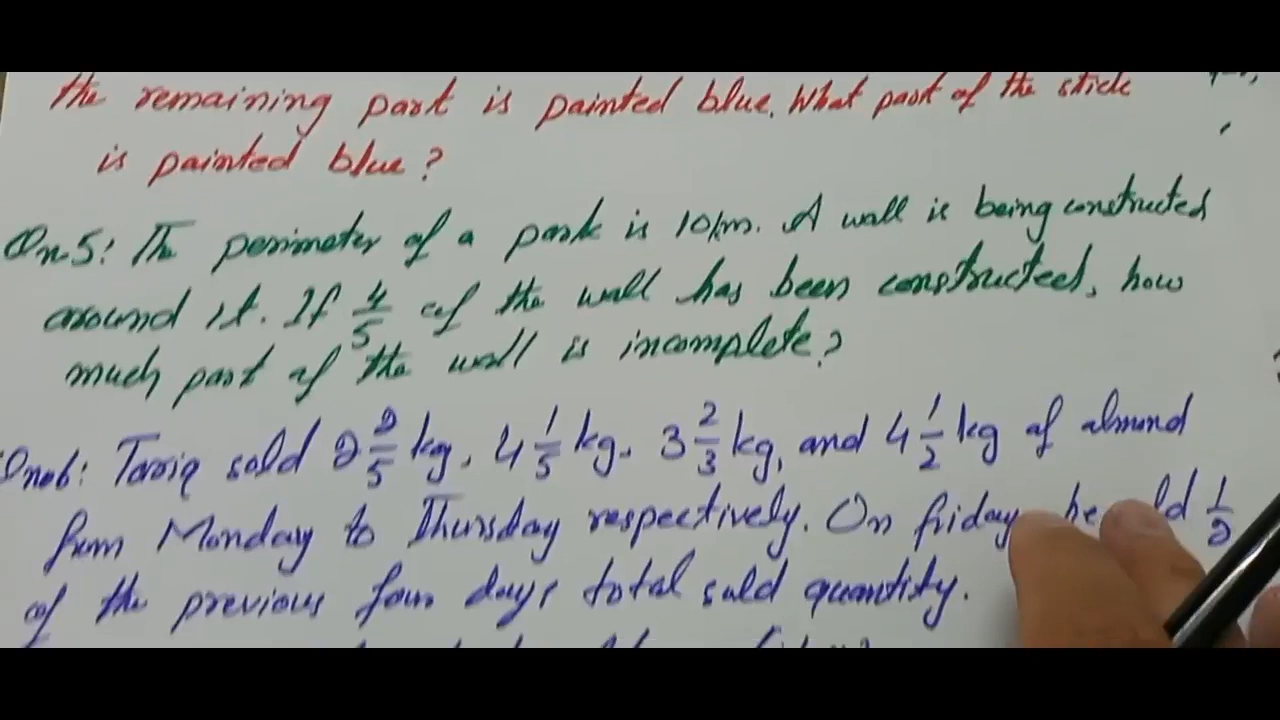 the remaining part is painted blue. What part of the stick
is painted blue?
Qn5: The perimeter of a park is 10km. A wall is being constructed
around it. If 4/5 of the wall has been constructed, how
much part of the wall is incomplete?
Qno6: Tariq sold 2 2/5 kg, 4 1/5 kg, 3 2/3 kg, and 4 1/2 kg of almond
from Monday to Thursday respectively. On friday he sold 1/2
of the previous four days total sold quantity.